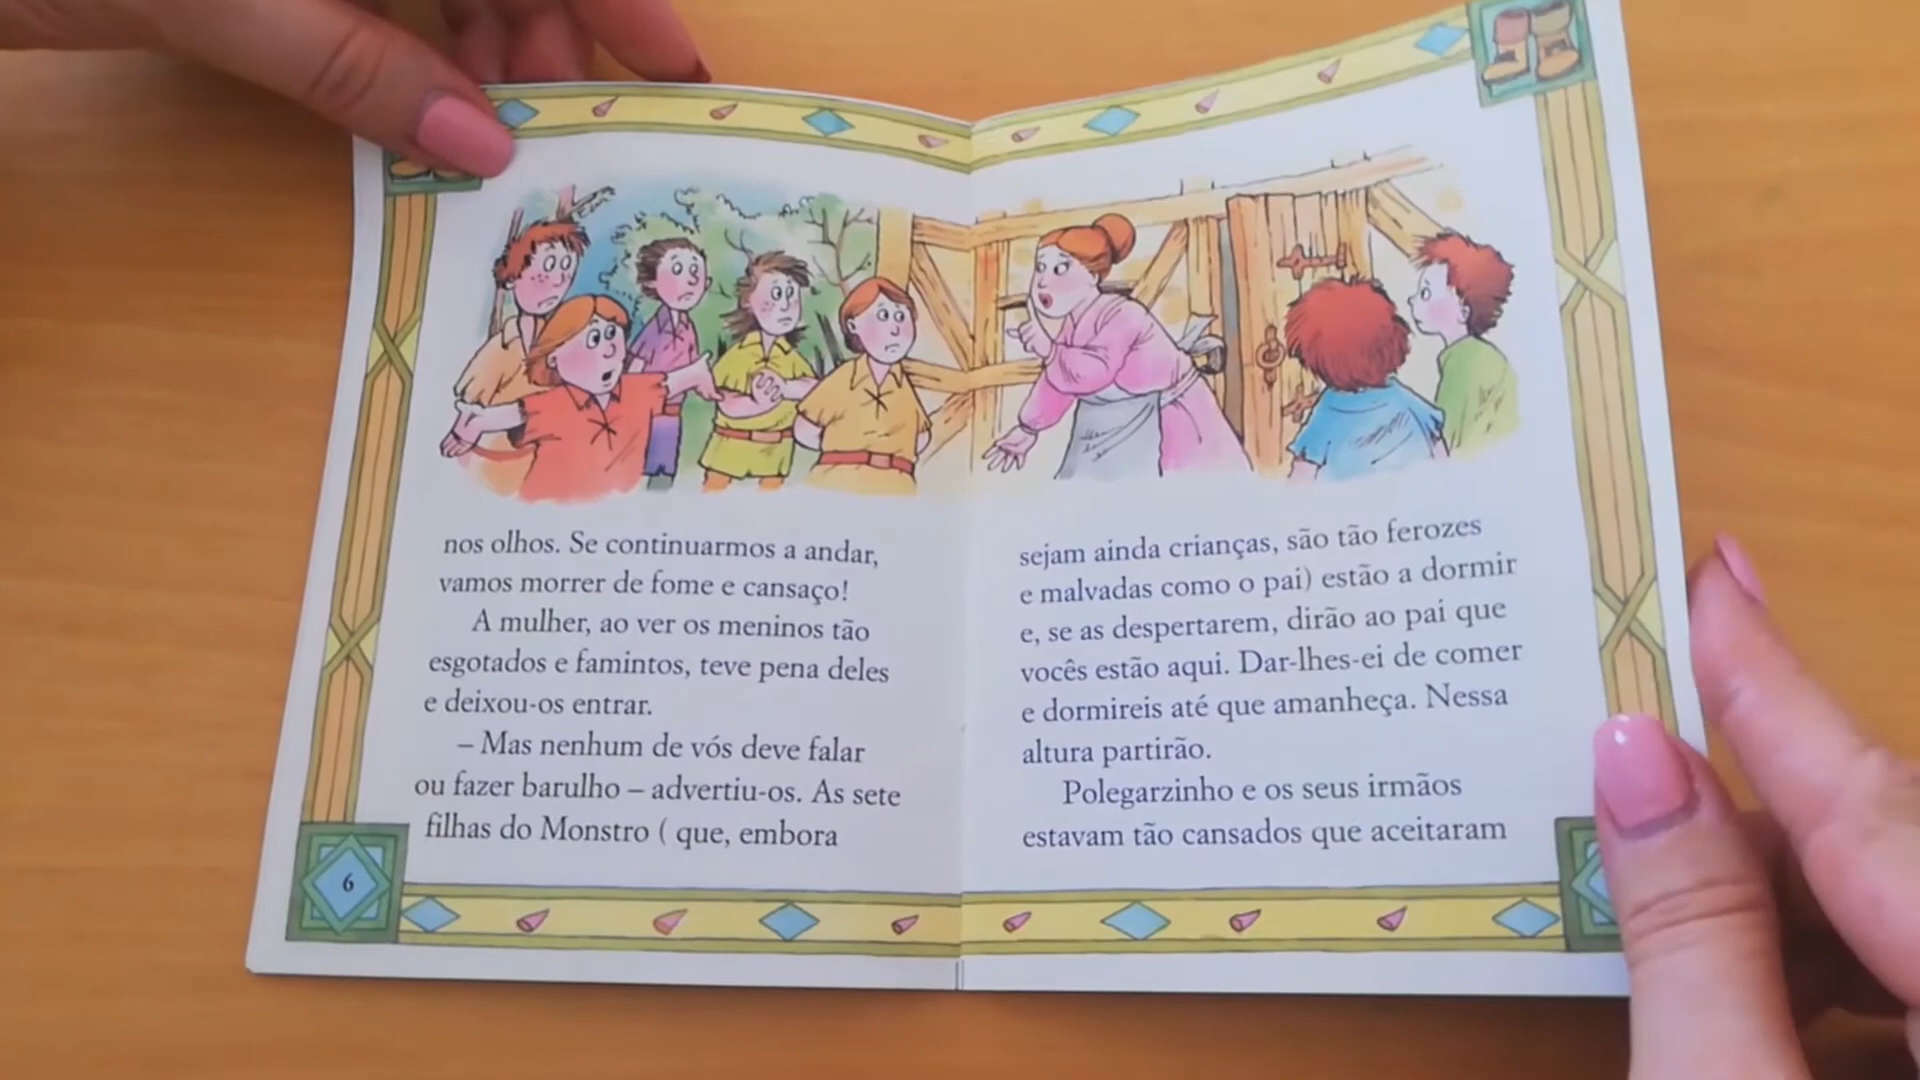 nos olhos. Se continuarmos a andar,
vamos morrer de fome e cansaço!
A mulher, ao ver os meninos tão
esgotados e famintos, teve pena deles
e deixou-os entrar.
– Mas nenhum de vós deve falar
ou fazer barulho – advertiu-os. As sete
filhas do Monstro ( que, embora
6
sejam ainda crianças, são tão ferozes
e malvadas como o pai) estão a dormir
e, se as despertarem, dirão ao pai que
vocês estão aqui. Dar-lhes-ei de comer
e dormireis até que amanheça. Nessa
altura partirão.
Polegarzinho e os seus irmãos
estavam tão cansados que aceitaram